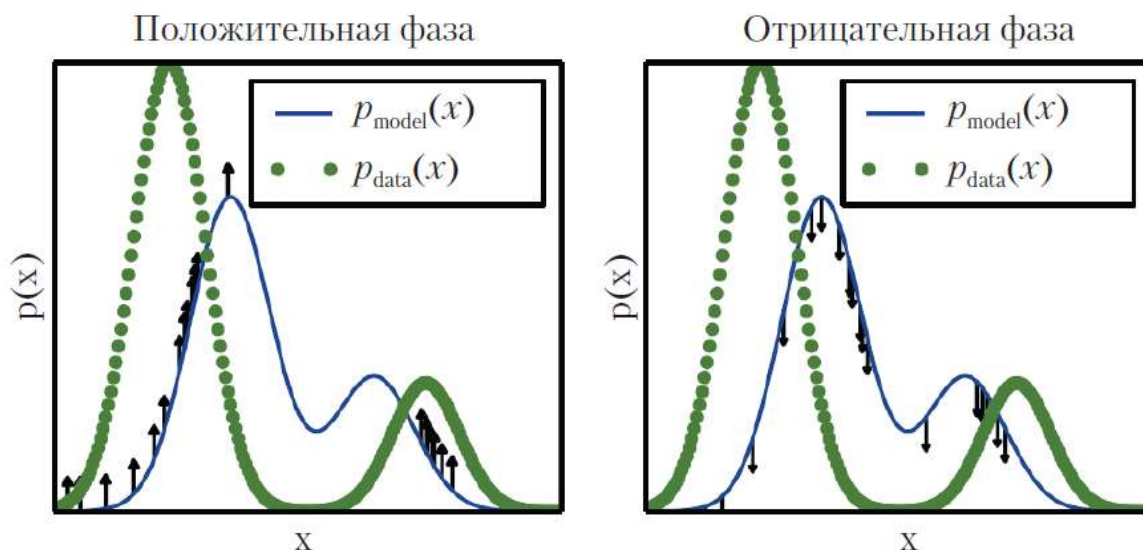 Положительная фаза
p_model(x)
p_data(x)
p(x)
x
Отрицательная фаза
p_model(x)
p_data(x)
p(x)
x